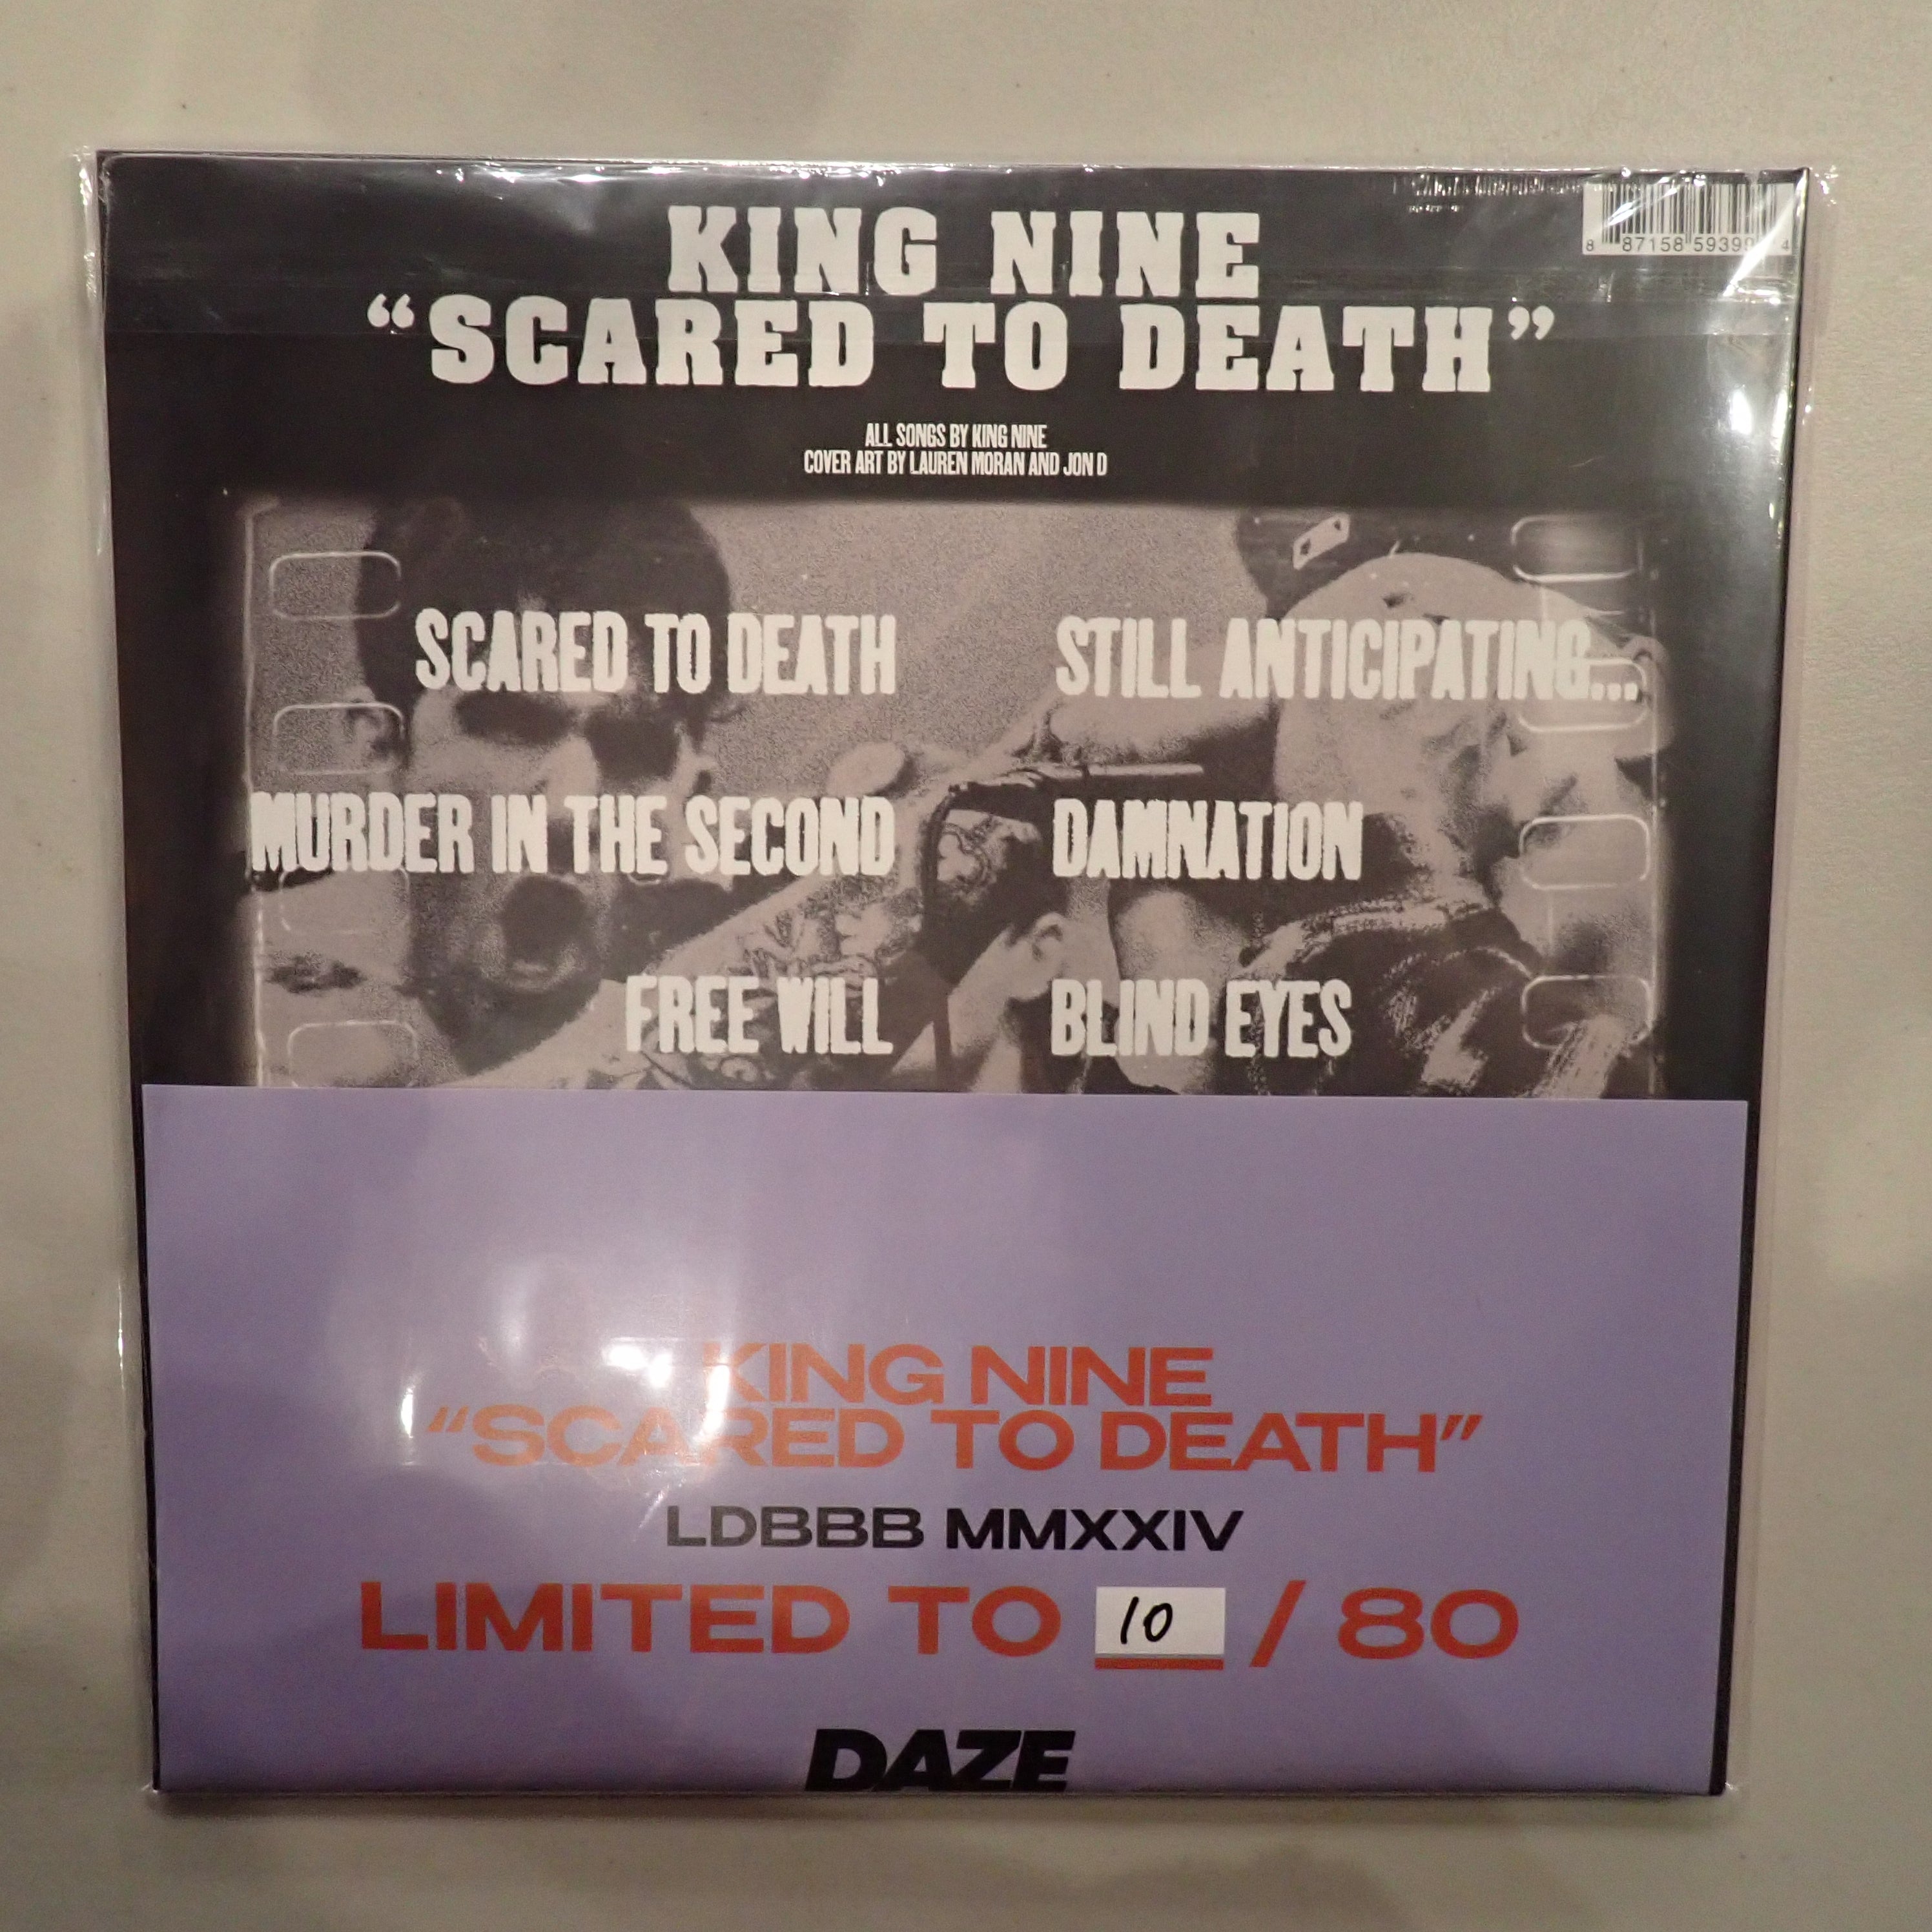 KING NINE
“SCARED TO DEATH”
ALL SONGS BY KING NINE
COVER ART BY LAUREN MORAN AND JON D
SCARED TO DEATH
STILL ANTICIPATING...
MURDER IN THE SECOND
DAMNATION
FREE WILL
BLIND EYES
KING NINE
“SCARED TO DEATH”
LDBBB MMXXIV
LIMITED TO 10 / 80
DAZE